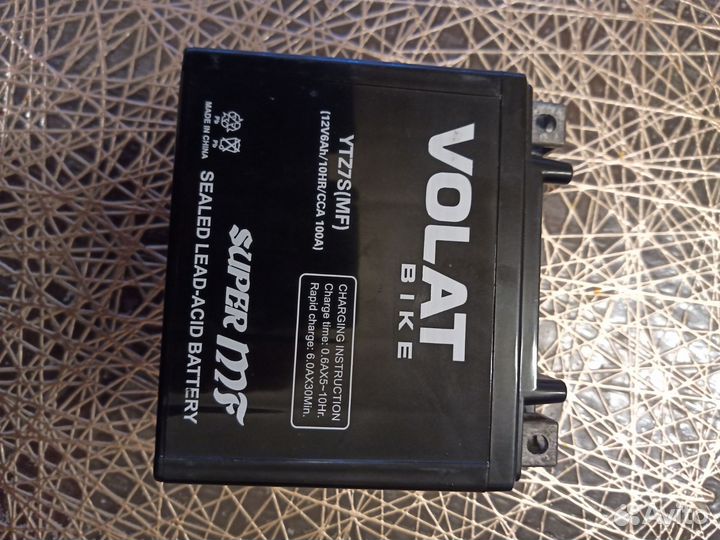 VOLAT
BIKE
YTZ7S(MF)
(12V6Ah/10HR/CCA 100A)
CHARGING INSTRUCTION
Charge time: 0.6AX5~10Hr.
Rapid charge: 6.0AX30Min.
Pb
Pb
MADE IN CHINA
SUPER MF
SEALED LEAD-ACID BATTERY
Avito